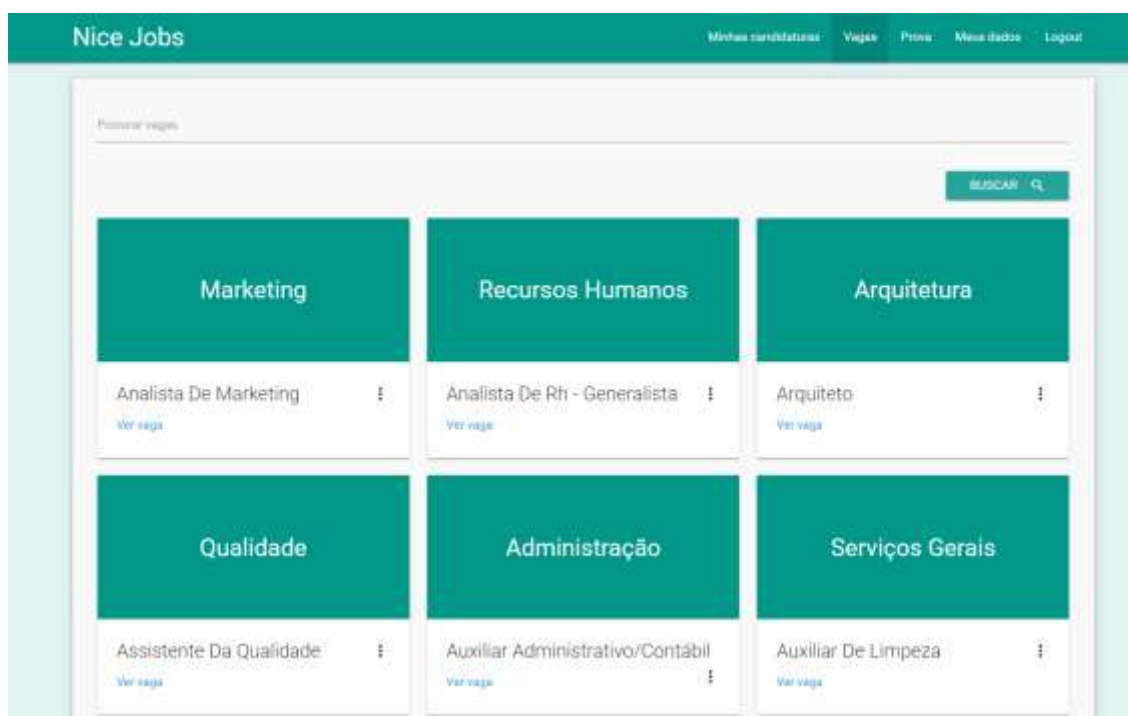 Nice Jobs
Minhas candidaturas Vagas Prova Meus dados Logout
Procurar vagas
BUSCAR
Marketing
Recursos Humanos
Arquitetura
Analista De Marketing
Ver vaga
Analista De Rh - Generalista
Ver vaga
Arquiteto
Ver vaga
Qualidade
Administração
Serviços Gerais
Assistente Da Qualidade
Ver vaga
Auxiliar Administrativo/Contábil
Ver vaga
Auxiliar De Limpeza
Ver vaga